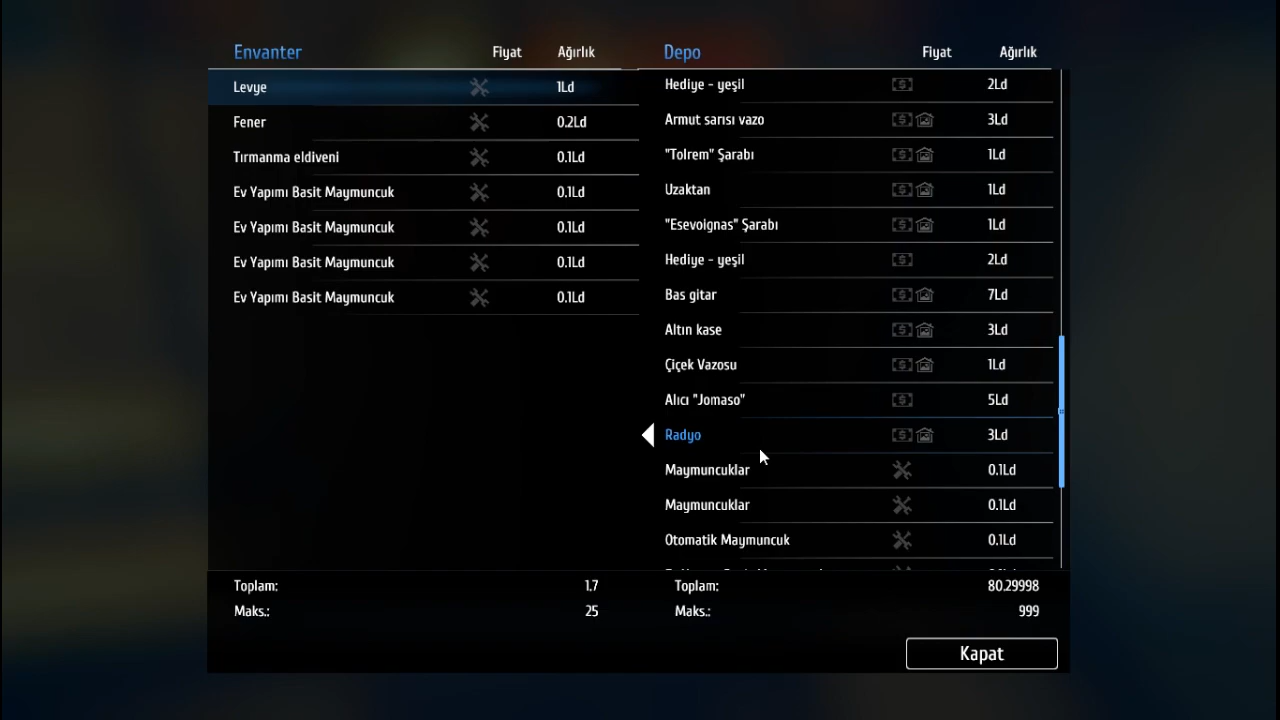 Envanter Fiyat Ağırlık
Levye 1Ld
Fener 0.2Ld
Tırmanma eldiveni 0.1Ld
Ev Yapımı Basit Maymuncuk 0.1Ld
Ev Yapımı Basit Maymuncuk 0.1Ld
Ev Yapımı Basit Maymuncuk 0.1Ld
Ev Yapımı Basit Maymuncuk 0.1Ld
Toplam: 1.7
Maks.: 25
Depo Fiyat Ağırlık
Hediye - yeşil 2Ld
Armut sarısı vazo 3Ld
"Tolrem" Şarabı 1Ld
Uzaktan 1Ld
"Esevoignas" Şarabı 1Ld
Hediye - yeşil 2Ld
Bas gitar 7Ld
Altın kase 3Ld
Çiçek Vazosu 1Ld
Alıcı "Jomaso" 5Ld
Radyo 3Ld
Maymuncuklar 0.1Ld
Maymuncuklar 0.1Ld
Otomatik Maymuncuk 0.1Ld
Toplam: 80.29998
Maks.: 999
Kapat